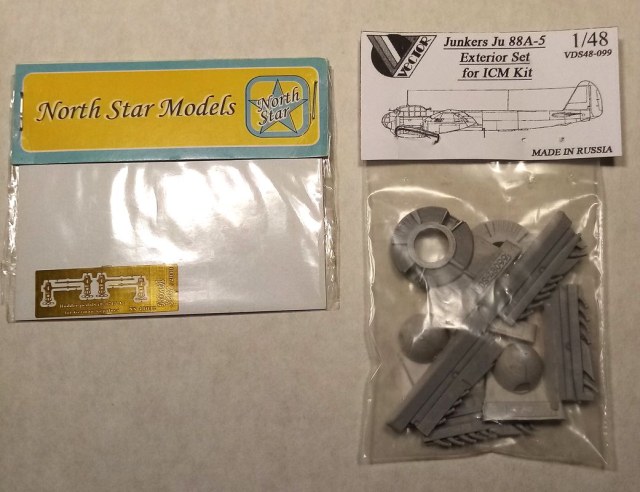 North Star Models
North
Star
VECTOR
Junkers Ju 88A-5
Exterior Set
for ICM Kit
1/48
VDS48-099
MADE IN RUSSIA